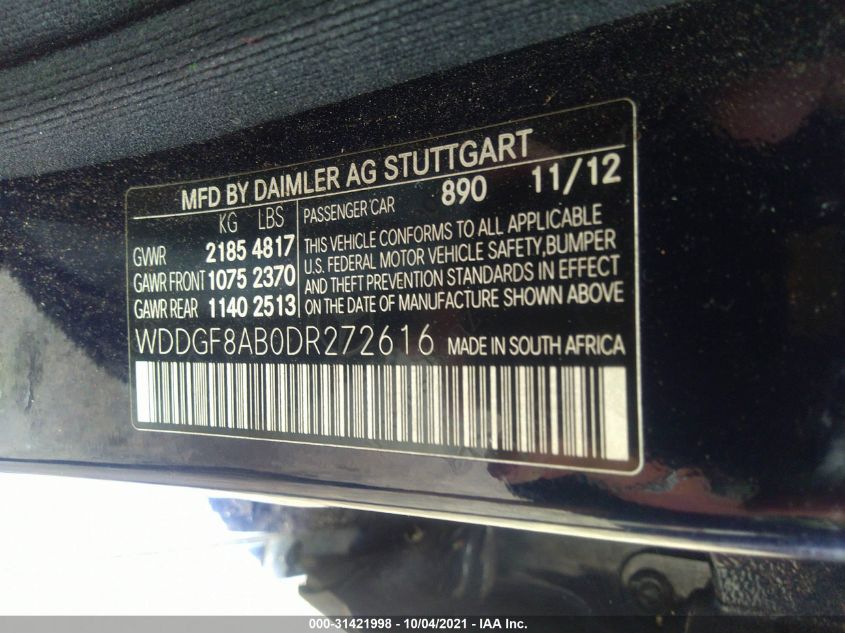 MFD BY DAIMLER AG STUTTGART
KG LBS
GVWR 2185 4817
GAWR FRONT 1075 2370
GAWR REAR 1140 2513
PASSENGER CAR 890 11/12
THIS VEHICLE CONFORMS TO ALL APPLICABLE
U.S. FEDERAL MOTOR VEHICLE SAFETY,BUMPER
AND THEFT PREVENTION STANDARDS IN EFFECT
ON THE DATE OF MANUFACTURE SHOWN ABOVE
WDDGF8AB0DR272616 MADE IN SOUTH AFRICA
000-31421998 - 10/04/2021 - IAA Inc.